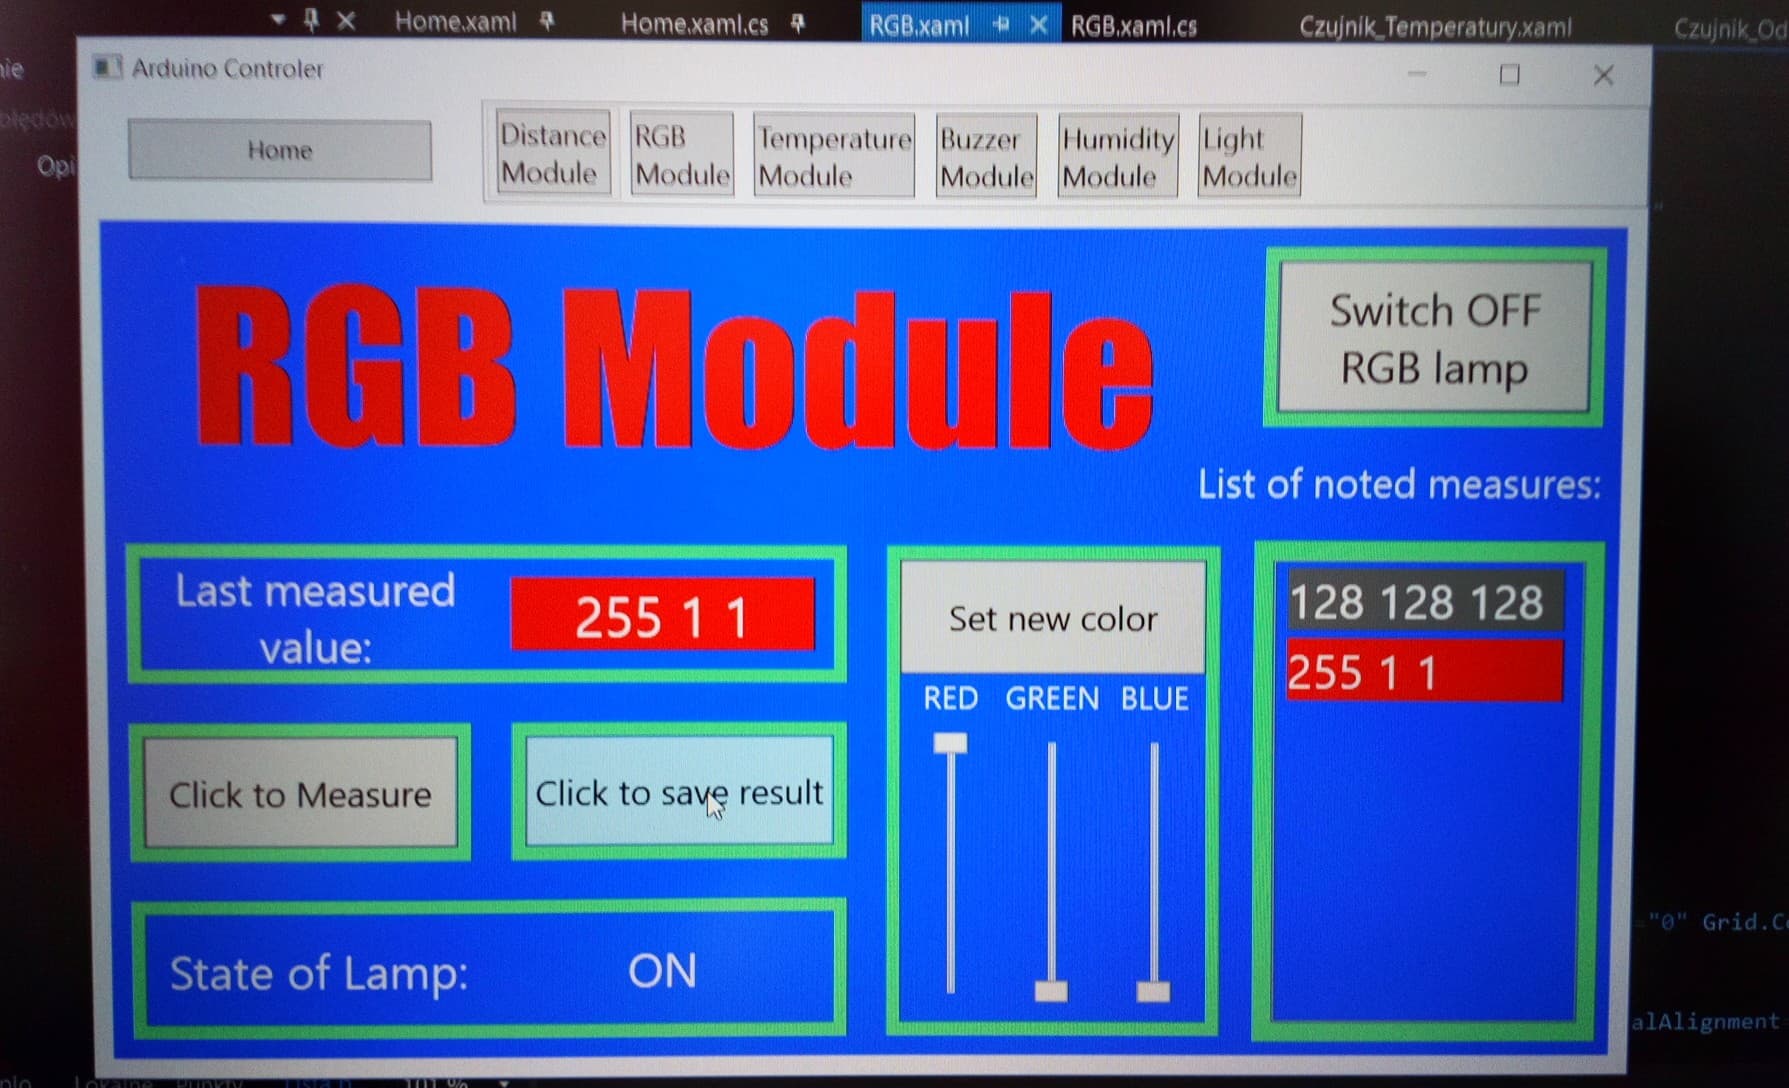 Home.xaml
Home.xaml.cs
RGB.xaml
RGB.xaml.cs
Czujnik_Temperatury.xaml
Czujnik_Od
Arduino Controler
Opi
Home
Distance
Module
RGB
Module
Temperature
Module
Buzzer
Module
Humidity
Module
Light
Module
RGB Module
Switch OFF
RGB lamp
List of noted measures:
Last measured
value:
255 1 1
Set new color
RED GREEN BLUE
128 128 128
255 1 1
Click to Measure
Click to save result
State of Lamp:
ON
="0" Grid.C
alAlignment
101 %